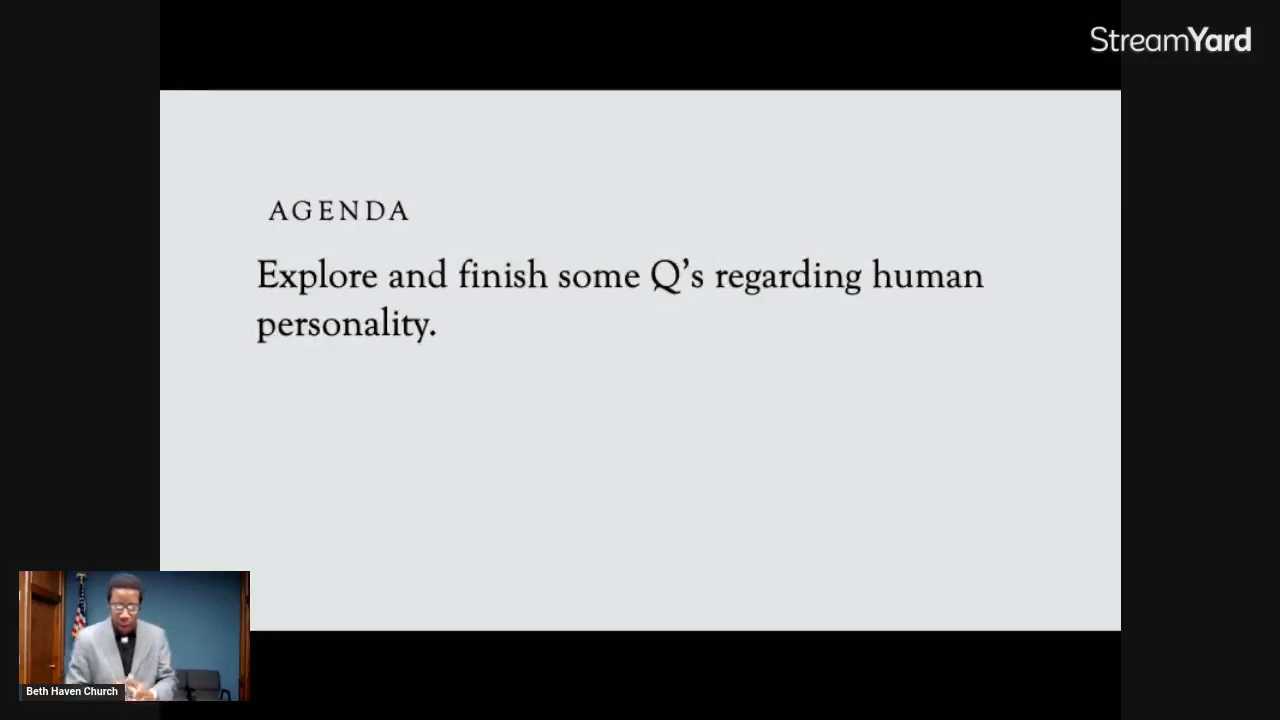 StreamYard
AGENDA
Explore and finish some Q’s regarding human
personality.
Beth Haven Church